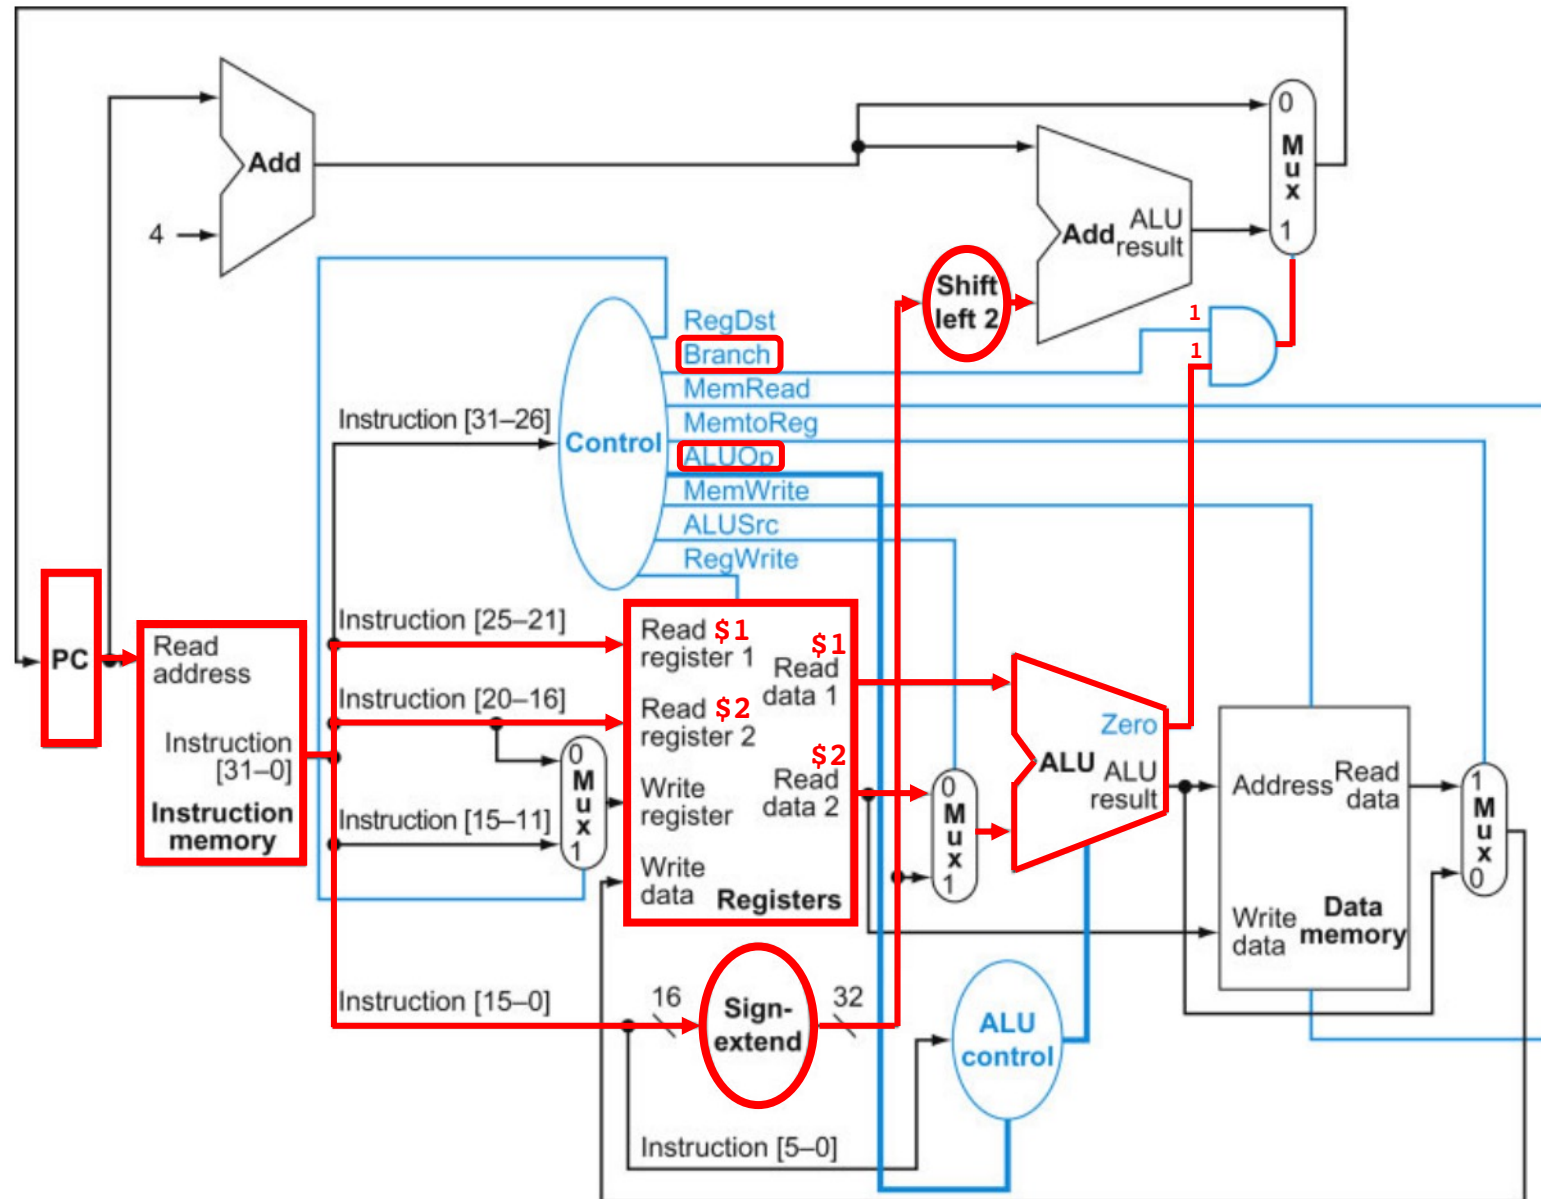 0
M
u
x
1
Add
4
Add
ALU
result
Shift
left 2
1
1
RegDst
Branch
MemRead
MemtoReg
ALUOp
MemWrite
ALUSrc
RegWrite
Control
Instruction [31–26]
Instruction [25–21]
Instruction [20–16]
Instruction [15–11]
Instruction [15–0]
Instruction [5–0]
PC
Read
address
Instruction
[31–0]
Instruction
memory
0
M
u
x
1
Read $1
register 1
Read $2
register 2
Write
register
Write
data
$1
Read
data 1
$2
Read
data 2
Registers
0
M
u
x
1
Zero
ALU
ALU
result
Address
Read
data
Write
data
Data
memory
1
M
u
x
0
16
Sign-
extend
32
ALU
control